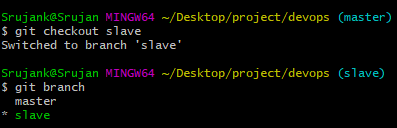 Srujank@Srujan MINGW64 ~/Desktop/project/devops (master)
$ git checkout slave
Switched to branch 'slave'
Srujank@Srujan MINGW64 ~/Desktop/project/devops (slave)
$ git branch
  master
* slave